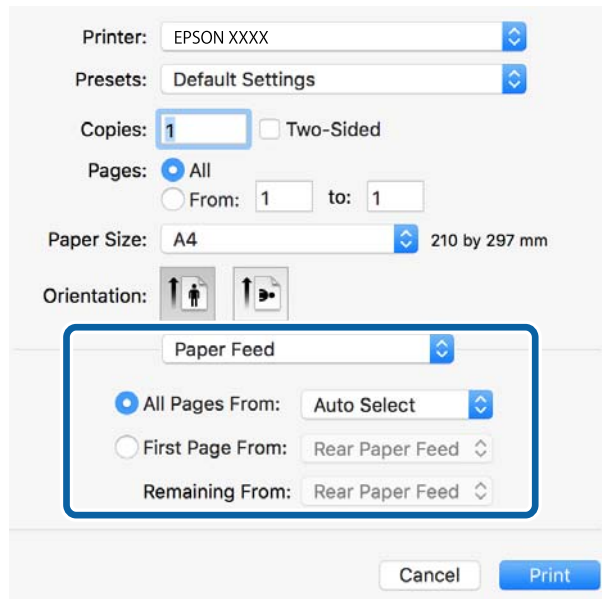 Printer: EPSON XXXX
Presets: Default Settings
Copies: 1 Two-Sided
Pages: All
From: 1 to: 1
Paper Size: A4 210 by 297 mm
Orientation:
Paper Feed
All Pages From: Auto Select
First Page From: Rear Paper Feed
Remaining From: Rear Paper Feed
Cancel Print